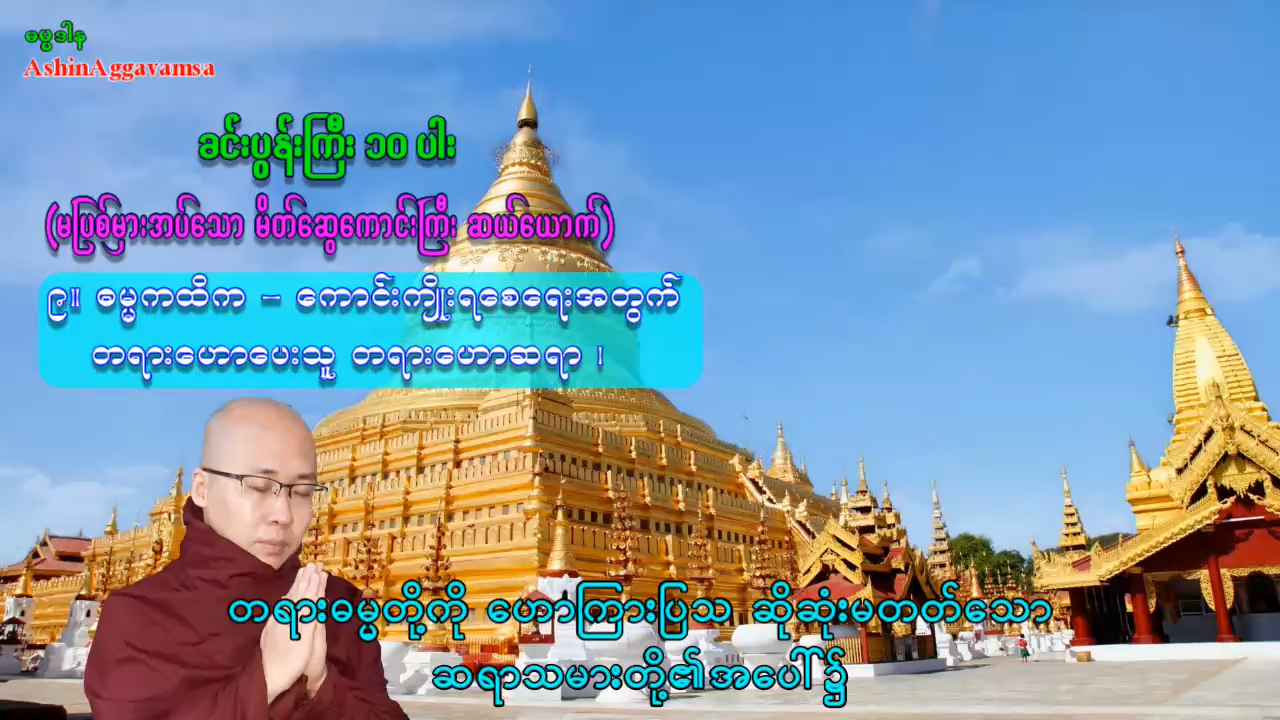 ဓမ္မဒါန
AshinAggavamsa
ခင်းပွန်းကြီး ၁၀ ပါး
(မပြစ်မှားအပ်သော မိတ်ဆွေကောင်းကြီး ဆယ်ယောက်)
၉။ ဓမ္မကထိက – ကောင်းကျိုးရစေရေးအတွက်
တရားဟောပေးသူ တရားဟောဆရာ ၊
တရားဓမ္မတို့ကို ဟောကြားပြသ ဆိုဆုံးမတတ်သော
ဆရာသမားတို့၏အပေါ်၌